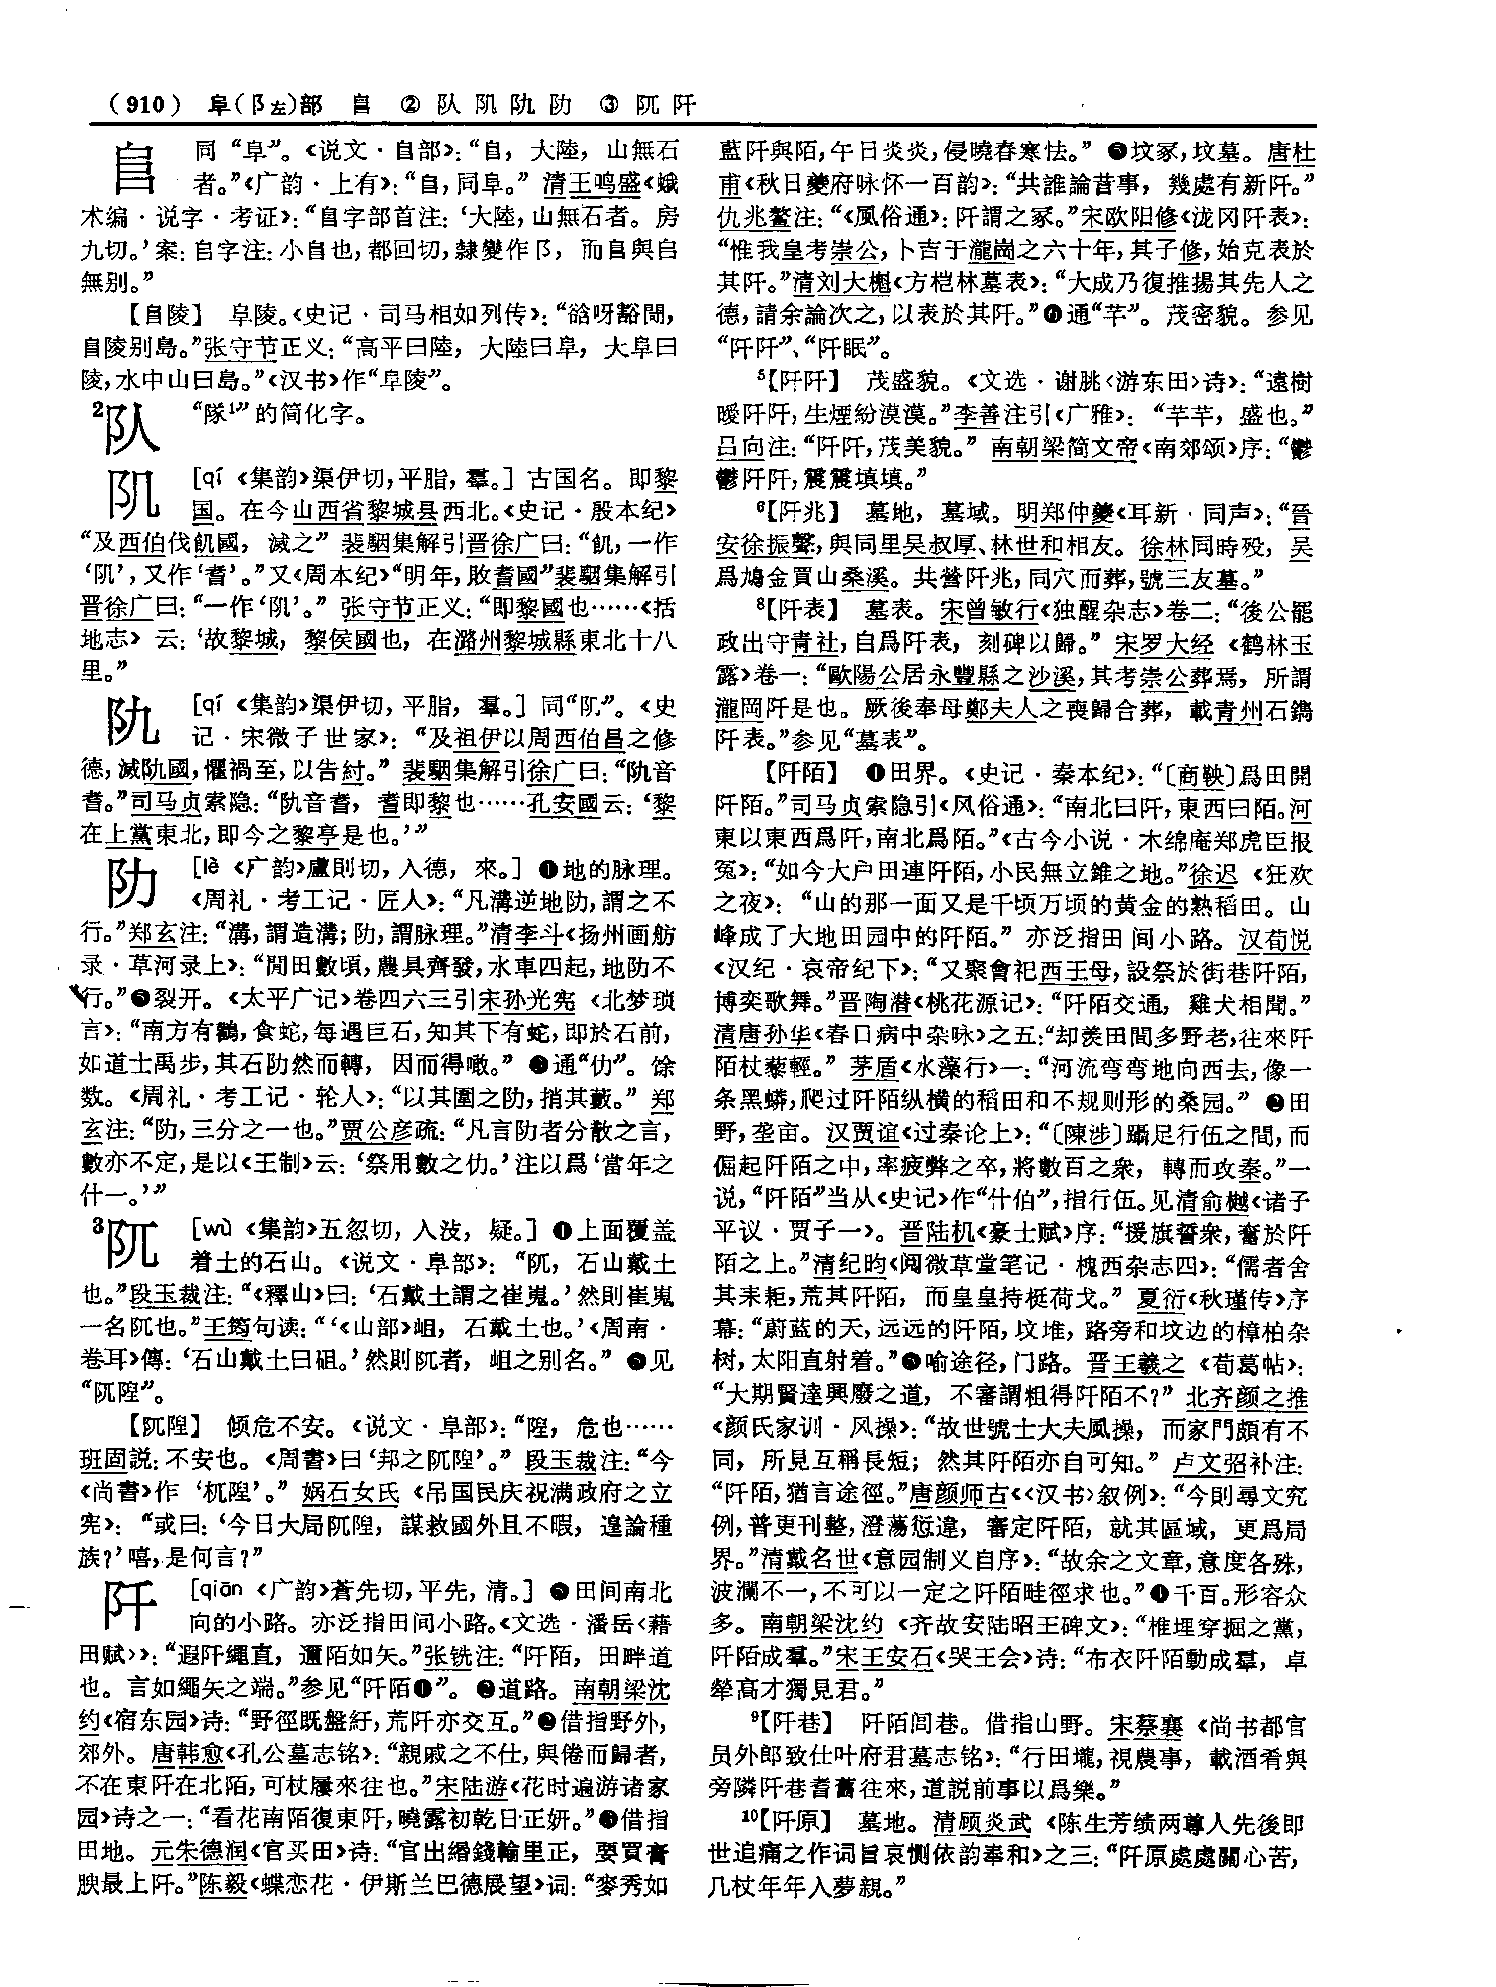 (910) 阜(阝左)部 𠂤 ② 队 阢 阠 阞 ③ 阢 阡
同“阜”。《说文·𨸏部》:“𨸏,大陸,山無石
者。”《广韵·上有》:“𨸏,同阜。”清王鸣盛《蛾
术编·说字·考证》:“𨸏字部首注:‘大陸,山無石者。房
九切。’案:𠂤字注:小𨸏也,都回切,隸變作阝,而𨸏與𠂤
無别。”
【𨸏陵】 阜陵。《史记·司马相如列传》:“谽呀豁閜,
𨸏陵别島。”张守节正义:“高平曰陸,大陸曰阜,大阜曰
陵,水中山曰島。”《汉书》作“阜陵”。
2队 “隊1”的简化字。
[qí 《集韵》渠伊切,平脂,羣。] 古国名。即黎
国。在今山西省黎城县西北。《史记·殷本纪》
“及西伯伐飢國,滅之”裴駰集解引晋徐广曰:“飢,一作
‘阢’,又作‘耆’。”又《周本纪》“明年,敗耆國”裴駰集解引
晋徐广曰:“一作‘阢’。”张守节正义:“即黎國也……《括
地志》云:‘故黎城,黎侯國也,在潞州黎城縣東北十八
里。”
[qí 《集韵》渠伊切,平脂,羣。] 同“阢”。《史
记·宋微子世家》:“及祖伊以周西伯昌之修
德,滅阠國,懼禍至,以告紂。”裴駰集解引徐广曰:“阠音
耆。”司马贞索隐:“阠音耆,耆即黎也……孔安國云:‘黎
在上黨東北,即今之黎亭是也。’”
阞 [lè 《广韵》盧則切,入德,來。] ❶地的脉理。
《周礼·考工记·匠人》:“凡溝逆地阞,謂之不
行。”郑玄注:“溝,謂造溝;阞,謂脉理。”清李斗《扬州画舫
录·草河录上》:“閒田數頃,農具齊發,水車四起,地阞不
行。”❷裂开。《太平广记》卷四六三引宋孙光宪《北梦琐
言》:“南方有鸛,食蛇,每遇巨石,知其下有蛇,即於石前,
如道士禹步,其石阞然而轉,因而得噉。”❸通“仂”。馀
数。《周礼·考工记·轮人》:“以其圍之阞,捎其藪。”郑
玄注:“阞,三分之一也。”贾公彦疏:“凡言阞者分散之言,
數亦不定,是以《王制》云:‘祭用數之仂。’注以爲‘當年之
什一。’”
3阢 [wù 《集韵》五忽切,入没,疑。] ❶上面覆盖
着土的石山。《说文·阜部》:“阢,石山戴土
也。”段玉裁注:“《釋山》曰:‘石戴土謂之崔嵬。’然則崔嵬
一名阢也。”王筠句读:“‘《山部》岨,石戴土也。’《周南·
卷耳》傳:‘石山戴土曰砠。’然則阢者,岨之别名。”❷见
“阢隉”。
【阢隉】 倾危不安。《说文·阜部》:“隉,危也……
班固説:不安也。《周書》曰‘邦之阢隉’。”段玉裁注:“今
《尚書》作‘杌隉’。”娲石女氏《吊国民庆祝满政府之立
宪》:“或曰:‘今日大局阢隉,謀救國外且不暇,遑論種
族?’嘻,是何言?”
阡 [qiān 《广韵》蒼先切,平先,清。] ❶田间南北
向的小路。亦泛指田间小路。《文选·潘岳〈藉
田赋〉》:“遐阡繩直,邇陌如矢。”张铣注:“阡陌,田畔道
也。言如繩矢之端。”参见“阡陌❶”。❷道路。南朝梁沈
约《宿东园》诗:“野徑既盤紆,荒阡亦交互。”❸借指野外,
郊外。唐韩愈《孔公墓志铭》:“親戚之不仕,與倦而歸者,
不在東阡在北陌,可杖屨來往也。”宋陆游《花时遍游诸家
园》诗之一:“看花南陌復東阡,曉露初乾日正妍。”❹借指
田地。元朱德润《官买田》诗:“官出緡錢輸里正,要買膏
腴最上阡。”陈毅《蝶恋花·伊斯兰巴德展望》词:“麥秀如
藍阡與陌,午日炎炎,侵曉春寒怯。”❺坟冢,坟墓。唐杜
甫《秋日夔府咏怀一百韵》:“共誰論昔事,幾處有新阡。”
仇兆鳌注:“《風俗通》:阡謂之冢。”宋欧阳修《泷冈阡表》:
“惟我皇考崇公,卜吉于瀧崗之六十年,其子修,始克表於
其阡。”清刘大櫆《方桤林墓表》:“大成乃復推揚其先人之
德,請余論次之,以表於其阡。”❻通“芊”。茂密貌。参见
“阡阡”、“阡眠”。
5【阡阡】 茂盛貌。《文选·谢朓〈游东田〉诗》:“遠樹
暧阡阡,生煙紛漠漠。”李善注引《广雅》:“芊芊,盛也。”
吕向注:“阡阡,茂美貌。”南朝梁简文帝《南郊颂》序:“鬱
鬱阡阡,震震填填。”
6【阡兆】 墓地,墓域。明郑仲夔《耳新·同声》:“晉
安徐振聲,與同里吴叔厚、林世和相友。徐林同時殁,吴
爲鳩金買山桑溪。共營阡兆,同穴而葬,號三友墓。”
8【阡表】 墓表。宋曾敏行《独醒杂志》卷二:“後公罷
政出守青社,自爲阡表,刻碑以歸。”宋罗大经《鹤林玉
露》卷一:“歐陽公居永豐縣之沙溪,其考崇公葬焉,所謂
瀧岡阡是也。厥後奉母鄭夫人之喪歸合葬,載青州石鐫
阡表。”参见“墓表”。
【阡陌】 ❶田界。《史记·秦本纪》:“〔商鞅〕爲田開
阡陌。”司马贞索隐引《风俗通》:“南北曰阡,東西曰陌。河
東以東西爲阡,南北爲陌。”《古今小说·木绵庵郑虎臣报
冤》:“如今大户田連阡陌,小民無立錐之地。”徐迟《狂欢
之夜》:“山的那一面又是千顷万顷的黄金的熟稻田。山
峰成了大地田园中的阡陌。”亦泛指田间小路。汉荀悦
《汉纪·哀帝纪下》:“又聚會祀西王母,設祭於街巷阡陌,
博奕歌舞。”晋陶潜《桃花源记》:“阡陌交通,雞犬相聞。”
清唐孙华《春日病中杂咏》之五:“却羡田間多野老,往來阡
陌杖藜輕。”茅盾《水藻行》一:“河流弯弯地向西去,像一
条黑蟒,爬过阡陌纵横的稻田和不规则形的桑园。”❷田
野,垄亩。汉贾谊《过秦论上》:“〔陳涉〕躡足行伍之間,而
倔起阡陌之中,率疲弊之卒,將數百之衆,轉而攻秦。”一
说,“阡陌”当从《史记》作“什伯”,指行伍。见清俞樾《诸子
平议·贾子一》。晋陆机《豪士赋》序:“援旗誓衆,奮於阡
陌之上。”清纪昀《阅微草堂笔记·槐西杂志四》:“儒者舍
其耒耟,荒其阡陌,而皇皇持梃荷戈。”夏衍《秋瑾传》序
幕:“蔚蓝的天,远远的阡陌,坟堆,路旁和坟边的樟柏杂
树,太阳直射着。”❸喻途径,门路。晋王羲之《荀葛帖》:
“大期賢達興廢之道,不審謂粗得阡陌不?”北齐颜之推
《颜氏家训·风操》:“故世號士大夫風操,而家門頗有不
同,所見互稱長短;然其阡陌亦自可知。”卢文弨补注:
“阡陌,猶言途徑。”唐颜师古《〈汉书〉叙例》:“今則尋文究
例,普更刊整,澄蕩愆違,審定阡陌,就其區域,更爲局
界。”清戴名世《意园制义自序》:“故余之文章,意度各殊,
波瀾不一,不可以一定之阡陌畦徑求也。”❹千百。形容众
多。南朝梁沈约《齐故安陆昭王碑文》:“椎埋穿掘之黨,
阡陌成羣。”宋王安石《哭王令》诗:“布衣阡陌動成羣,卓
犖高才獨見君。”
9【阡巷】 阡陌闾巷。借指山野。宋蔡襄《尚书都官
员外郎致仕叶府君墓志铭》:“行田壠,視農事,載酒肴與
旁隣阡巷耆舊往來,道説前事以爲樂。”
10【阡原】 墓地。清顾炎武《陈生芳绩两尊人先後即
世追痛之作词旨哀恻依韵奉和》之三:“阡原處處關心苦,
几杖年年入夢親。”